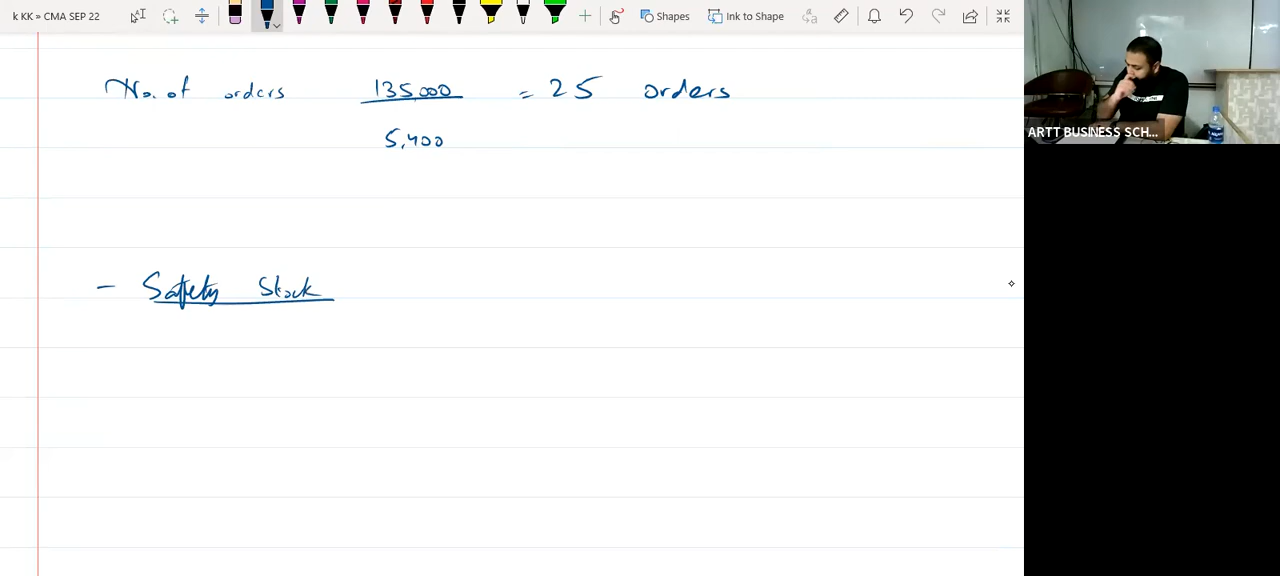 k KK » CMA SEP 22
Shapes
Ink to Shape
No. of orders 135,000 = 25 orders
5,400
ARTT BUSINESS SCH...
- Safety Stock